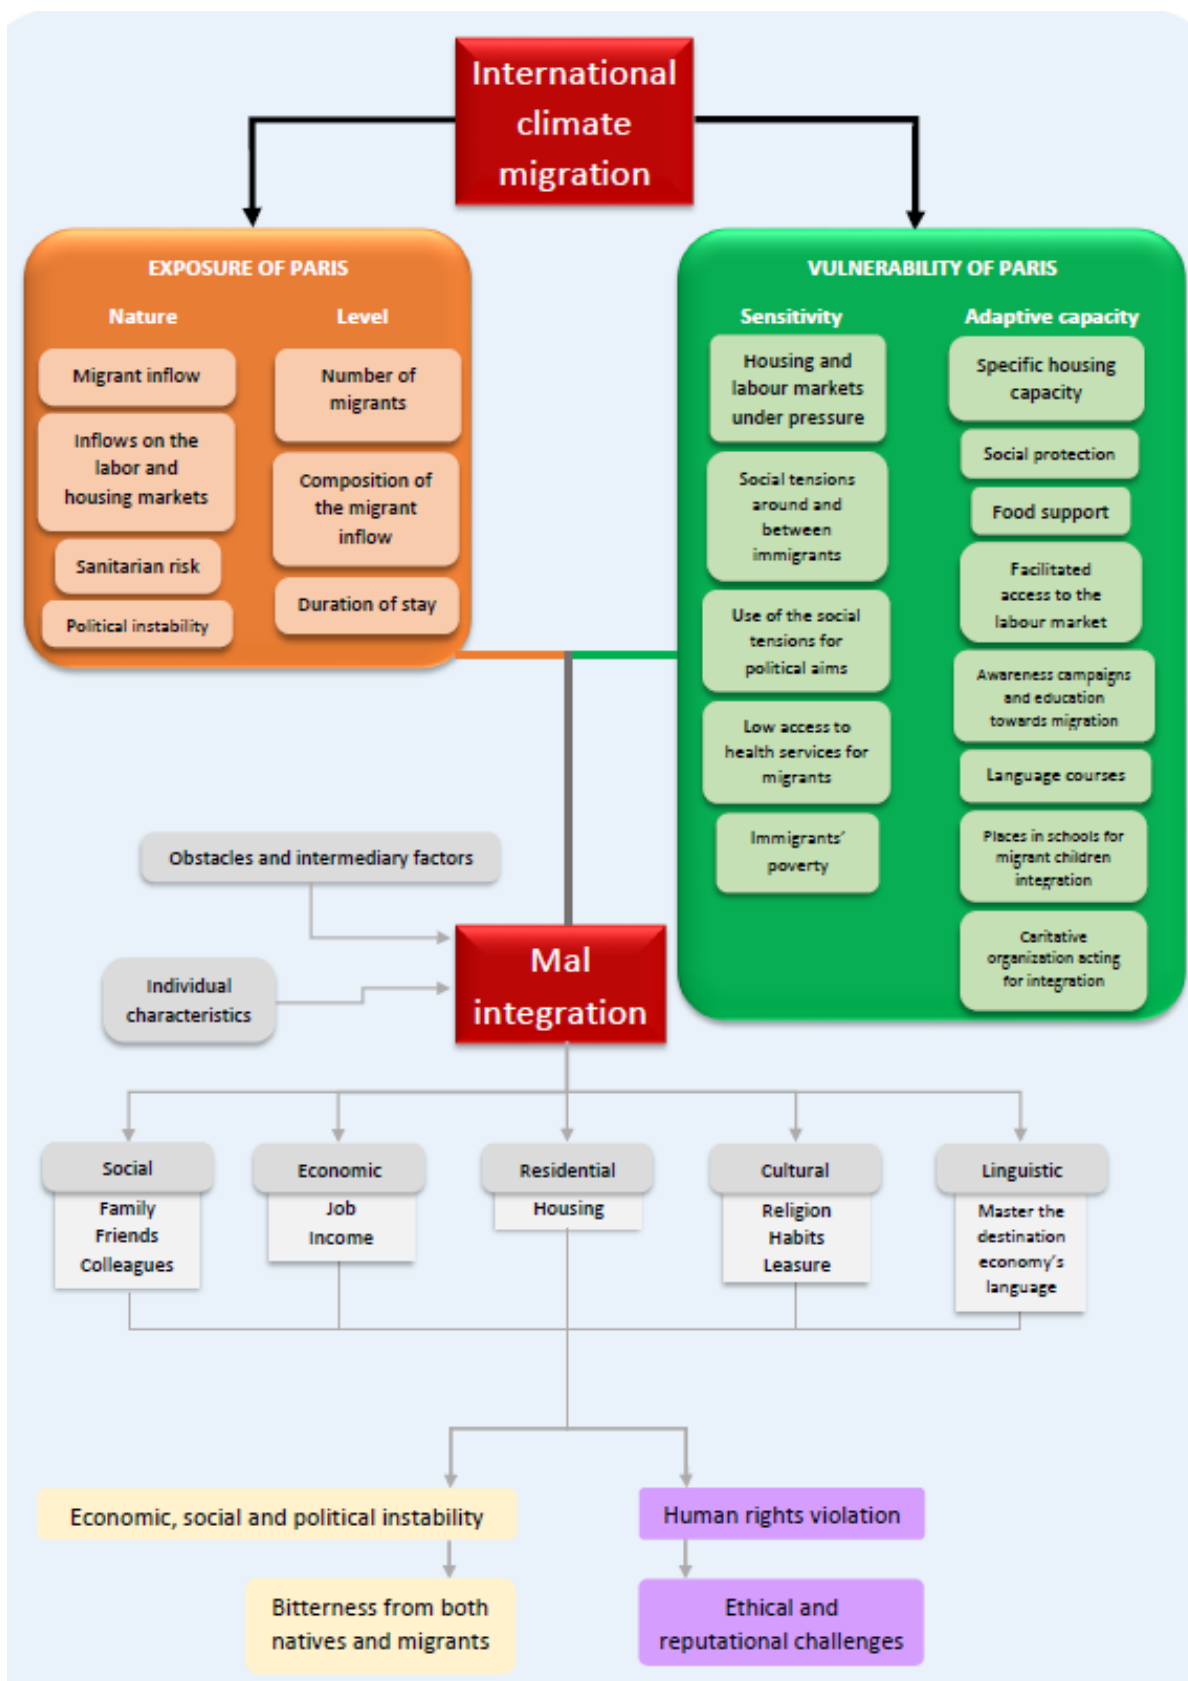 International
climate
migration
EXPOSURE OF PARIS
Nature
Level
Migrant inflow
Inflows on the
labor and
housing markets
Sanitarian risk
Political instability
Number of
migrants
Composition of
the migrant
inflow
Duration of stay
VULNERABILITY OF PARIS
Sensitivity
Adaptive capacity
Housing and
labour markets
under pressure
Social tensions
around and
between
immigrants
Use of the social
tensions for
political aims
Low access to
health services for
migrants
Immigrants'
poverty
Specific housing
capacity
Social protection
Food support
Facilitated
access to the
labour market
Awareness campaigns
and education
towards migration
Language courses
Places in schools for
migrant children
integration
Caritative
organization acting
for integration
Obstacles and intermediary factors
Individual
characteristics
Mal
integration
Social
Family
Friends
Colleagues
Economic
Job
Income
Residential
Housing
Cultural
Religion
Habits
Leasure
Linguistic
Master the
destination
economy's
language
Economic, social and political instability
Human rights violation
Bitterness from both
natives and migrants
Ethical and
reputational challenges